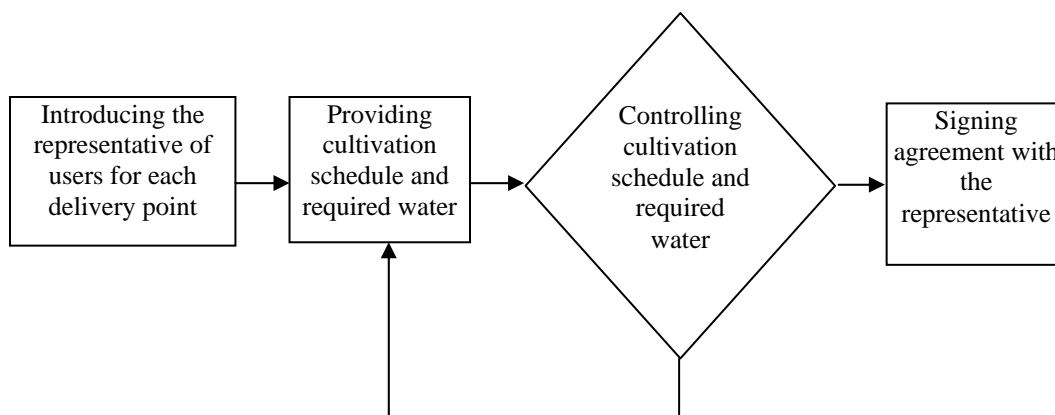 Introducing the
representative of
users for each
delivery point
Providing
cultivation
schedule and
required water
Controlling
cultivation
schedule and
required
water
Signing
agreement with
the
representative